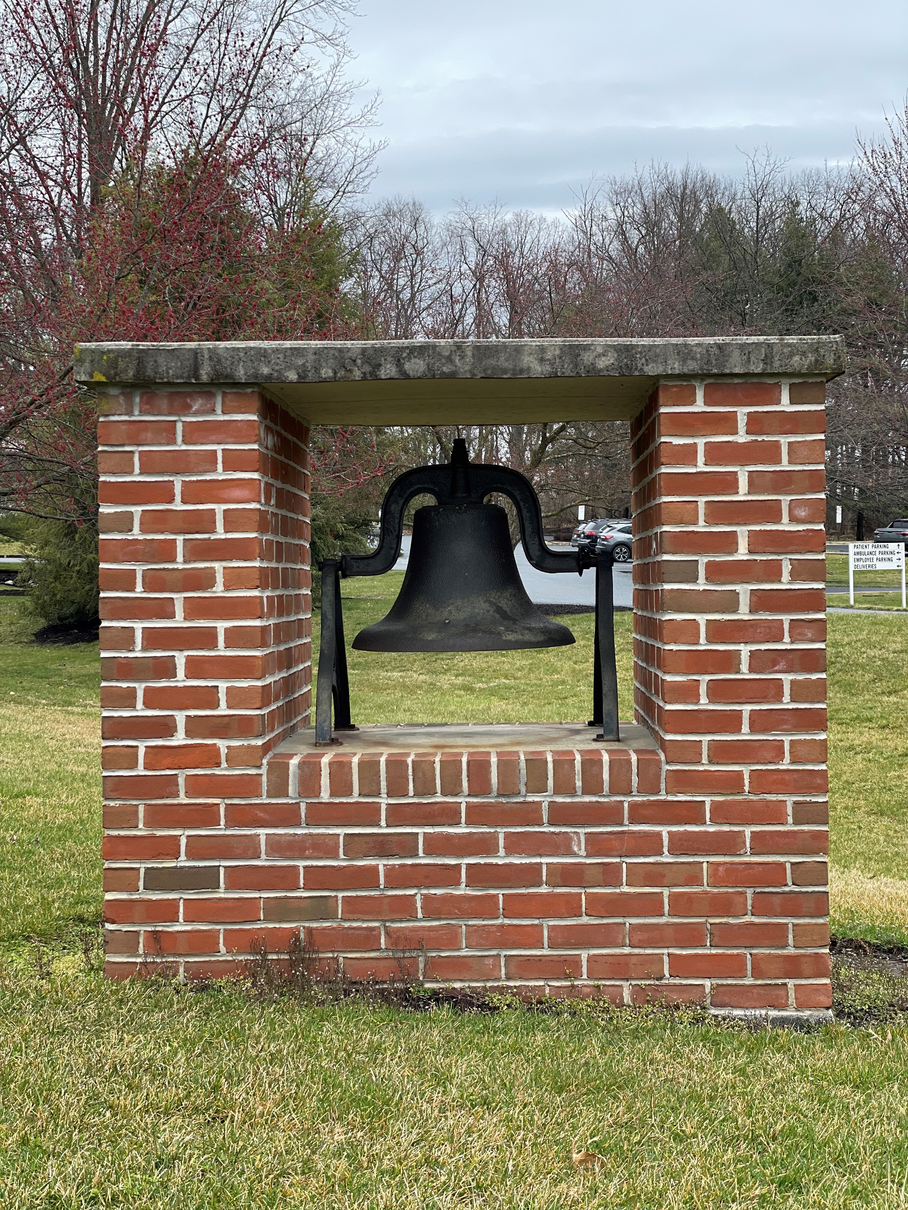 PATIENT PARKING
AMBULANCE PARKING
EMPLOYEE PARKING
DELIVERIES